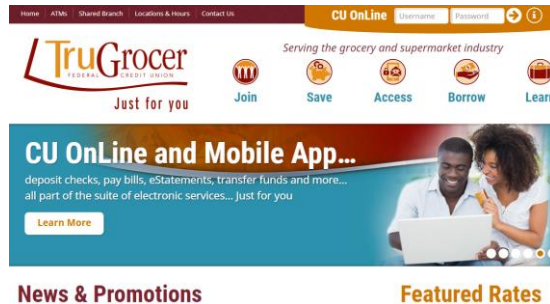 Home ATMs Shared Branch Locations & Hours Contact Us CU OnLine Username Password
Serving the grocery and supermarket industry
TruGrocer
FEDERAL CREDIT UNION
Just for you
Join Save Access Borrow Learn
CU OnLine and Mobile App...
deposit checks, pay bills, eStatements, transfer funds and more...
all part of the suite of electronic services... Just for you
Learn More
News & Promotions Featured Rates